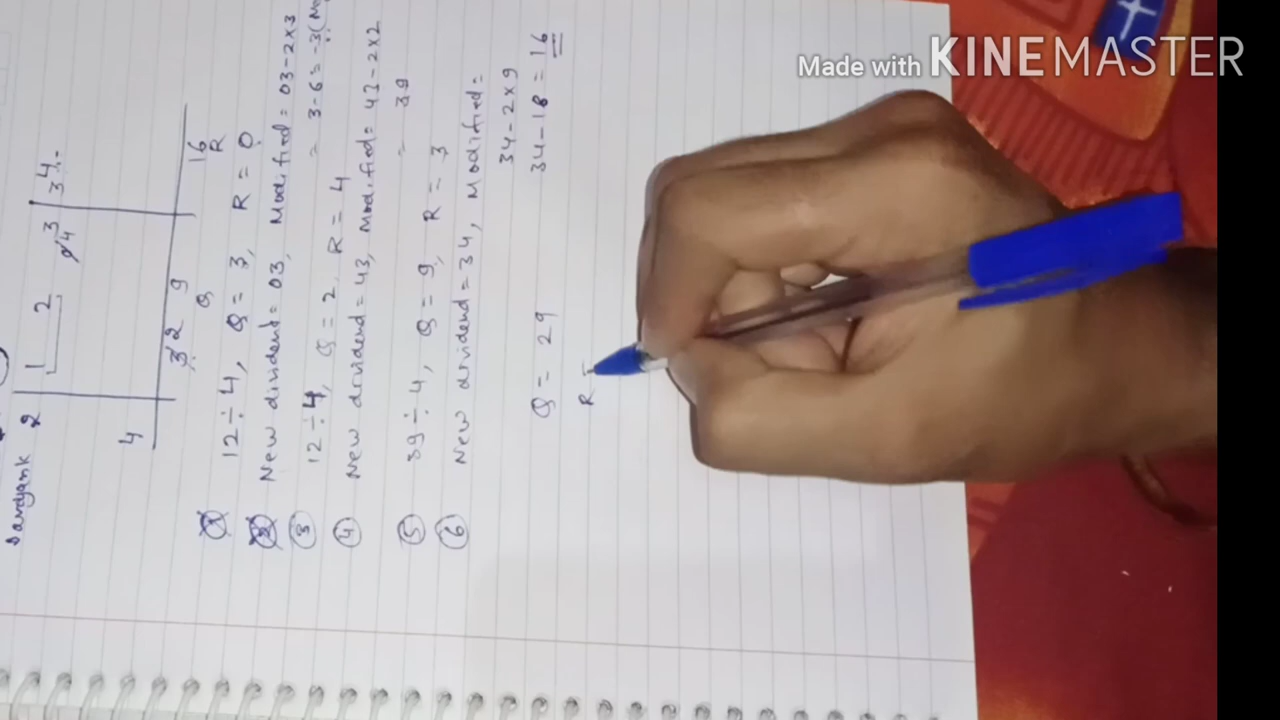 Made with KINEMASTER
2
1 2 3 34.-
4 4
3 2 9 16
Q R
① 12 ÷ 4, Q = 3, R = 0
② New dividend = 03, Modified = 03 - 2 x 3
= 3 - 6 = -3
③ 12 ÷ 4, Q = 2, R = 4
④ New dividend = 43, Modified = 43 - 2 x 2
= 39
⑤ 39 ÷ 4, Q = 9, R = 3
⑥ New dividend = 34, Modified =
34 - 2 x 9
34 - 18 = 16
Q = 29
R =